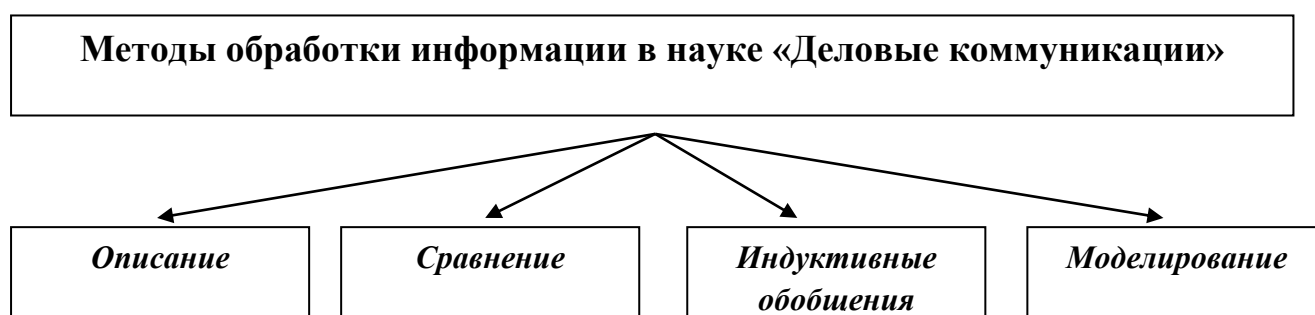 Методы обработки информации в науке «Деловые коммуникации»
Описание
Сравнение
Индуктивные
обобщения
Моделирование